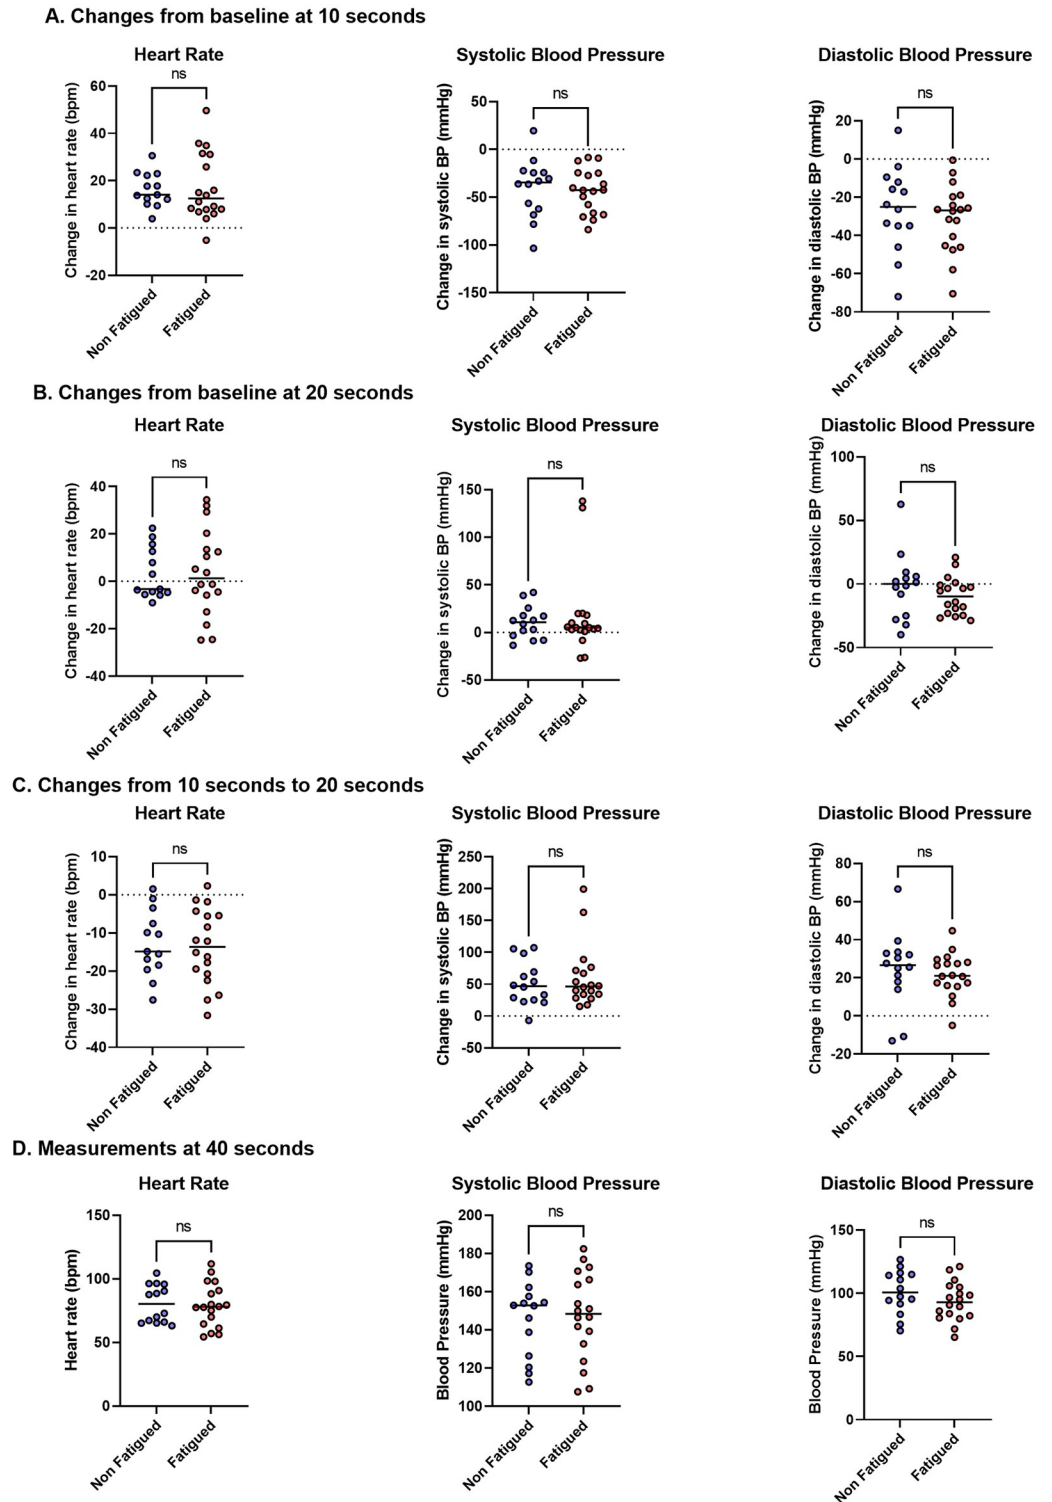 A. Changes from baseline at 10 seconds
Heart Rate
Systolic Blood Pressure
Diastolic Blood Pressure
Change in heart rate (bpm)
60
40
20
0
-20
ns
Non Fatigued
Fatigued
Change in systolic BP (mmHg)
50
0
-50
-100
-150
ns
Non Fatigued
Fatigued
Change in diastolic BP (mmHg)
20
0
-20
-40
-60
-80
ns
Non Fatigued
Fatigued
B. Changes from baseline at 20 seconds
Heart Rate
Systolic Blood Pressure
Diastolic Blood Pressure
Change in heart rate (bpm)
40
20
0
-20
-40
ns
Non Fatigued
Fatigued
Change in systolic BP (mmHg)
150
100
50
0
-50
ns
Non Fatigued
Fatigued
Change in diastolic BP (mmHg)
100
50
0
-50
ns
Non Fatigued
Fatigued
C. Changes from 10 seconds to 20 seconds
Heart Rate
Systolic Blood Pressure
Diastolic Blood Pressure
Change in heart rate (bpm)
10
0
-10
-20
-30
-40
ns
Non Fatigued
Fatigued
Change in systolic BP (mmHg)
250
200
150
100
50
0
-50
ns
Non Fatigued
Fatigued
Change in diastolic BP (mmHg)
80
60
40
20
0
-20
ns
Non Fatigued
Fatigued
D. Measurements at 40 seconds
Heart Rate
Systolic Blood Pressure
Diastolic Blood Pressure
Heart rate (bpm)
150
100
50
0
ns
Non Fatigued
Fatigued
Blood Pressure (mmHg)
200
180
160
140
120
100
ns
Non Fatigued
Fatigued
Blood Pressure (mmHg)
150
100
50
0
ns
Non Fatigued
Fatigued